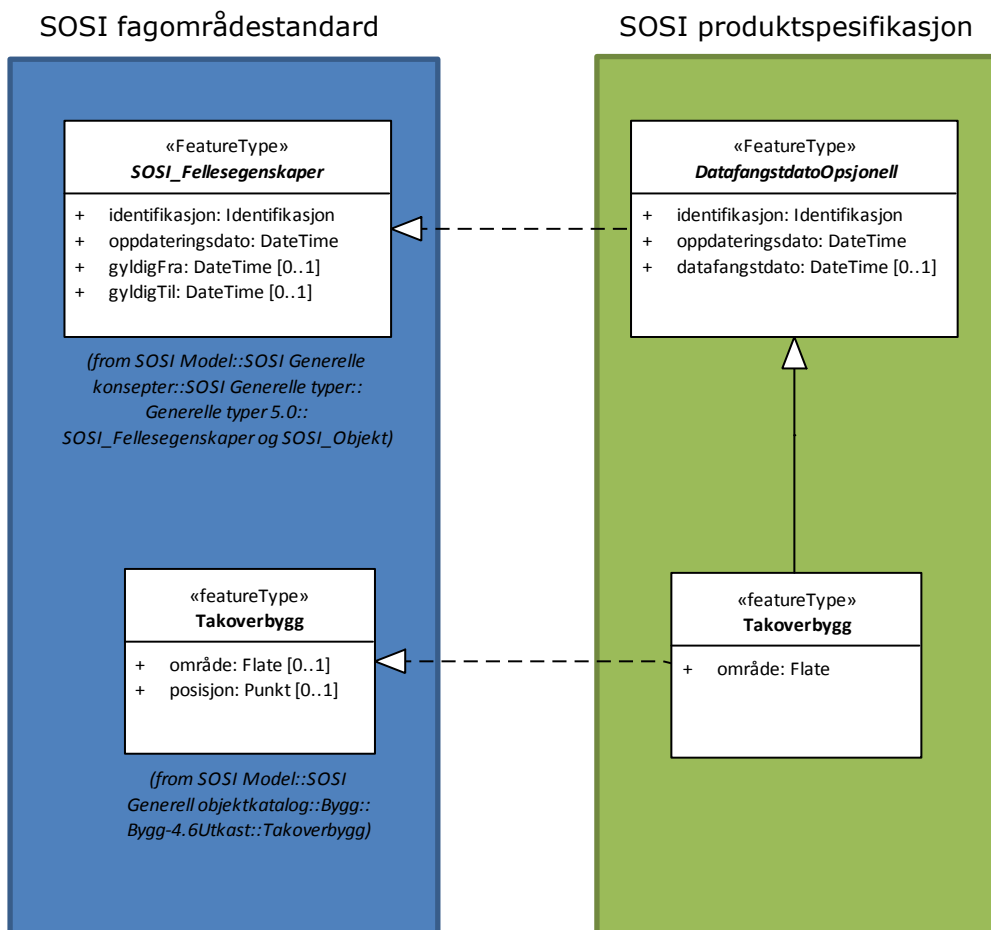 SOSI fagområdestandard
SOSI produktspesifikasjon
«FeatureType»
SOSI_Fellesegenskaper
+ identifikasjon: Identifikasjon
+ oppdateringsdato: DateTime
+ gyldigFra: DateTime [0..1]
+ gyldigTil: DateTime [0..1]
(from SOSI Model::SOSI Generelle
konsepter::SOSI Generelle typer::
Generelle typer 5.0::
SOSI_Fellesegenskaper og SOSI_Objekt)
«FeatureType»
DatafangstdatoOpsjonell
+ identifikasjon: Identifikasjon
+ oppdateringsdato: DateTime
+ datafangstdato: DateTime [0..1]
«featureType»
Takoverbygg
+ område: Flate [0..1]
+ posisjon: Punkt [0..1]
(from SOSI Model::SOSI
Generell objektkatalog::Bygg::
Bygg-4.6Utkast::Takoverbygg)
«featureType»
Takoverbygg
+ område: Flate